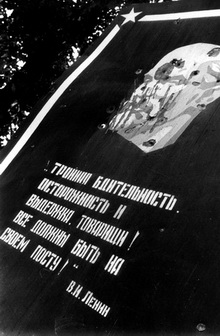 „ТРОЙНАЯ БДИТЕЛЬНОСТЬ,
ОСТОРОЖНОСТЬ И
ВЫДЕРЖКА, ТОВАРИЩИ!
ВСЕ ДОЛЖНЫ БЫТЬ НА
СВОЕМ ПОСТУ!"
В.И. ЛЕНИН